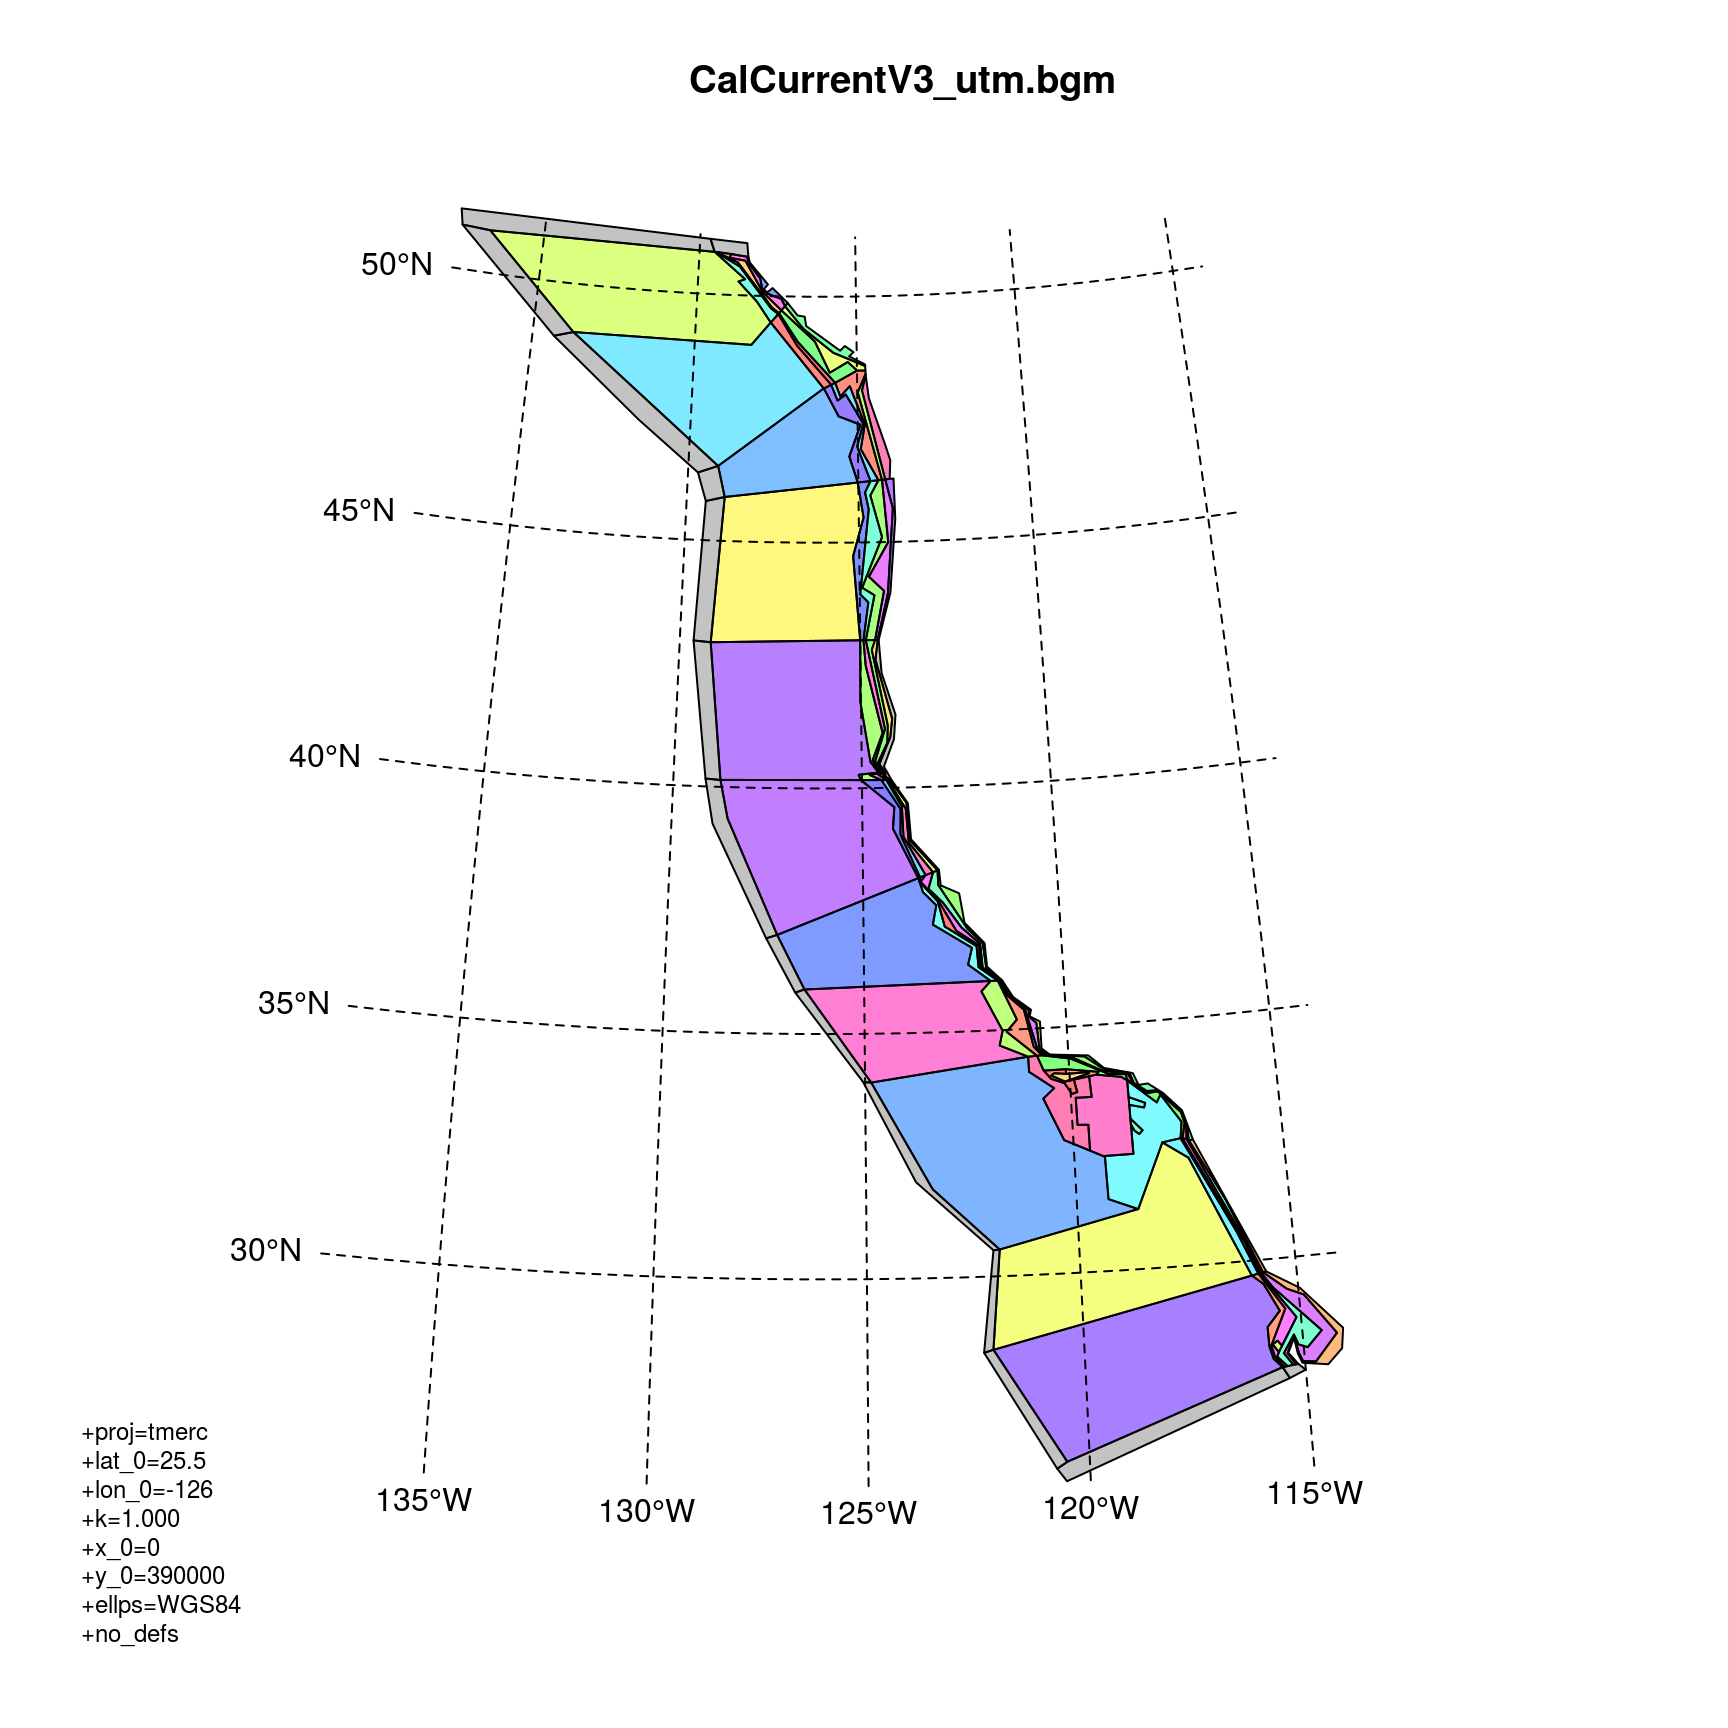 CalCurrentV3_utm.bgm
50°N
45°N
40°N
35°N
30°N
135°W
130°W
125°W
120°W
115°W
+proj=tmerc
+lat_0=25.5
+lon_0=-126
+k=1.000
+x_0=0
+y_0=390000
+ellps=WGS84
+no_defs